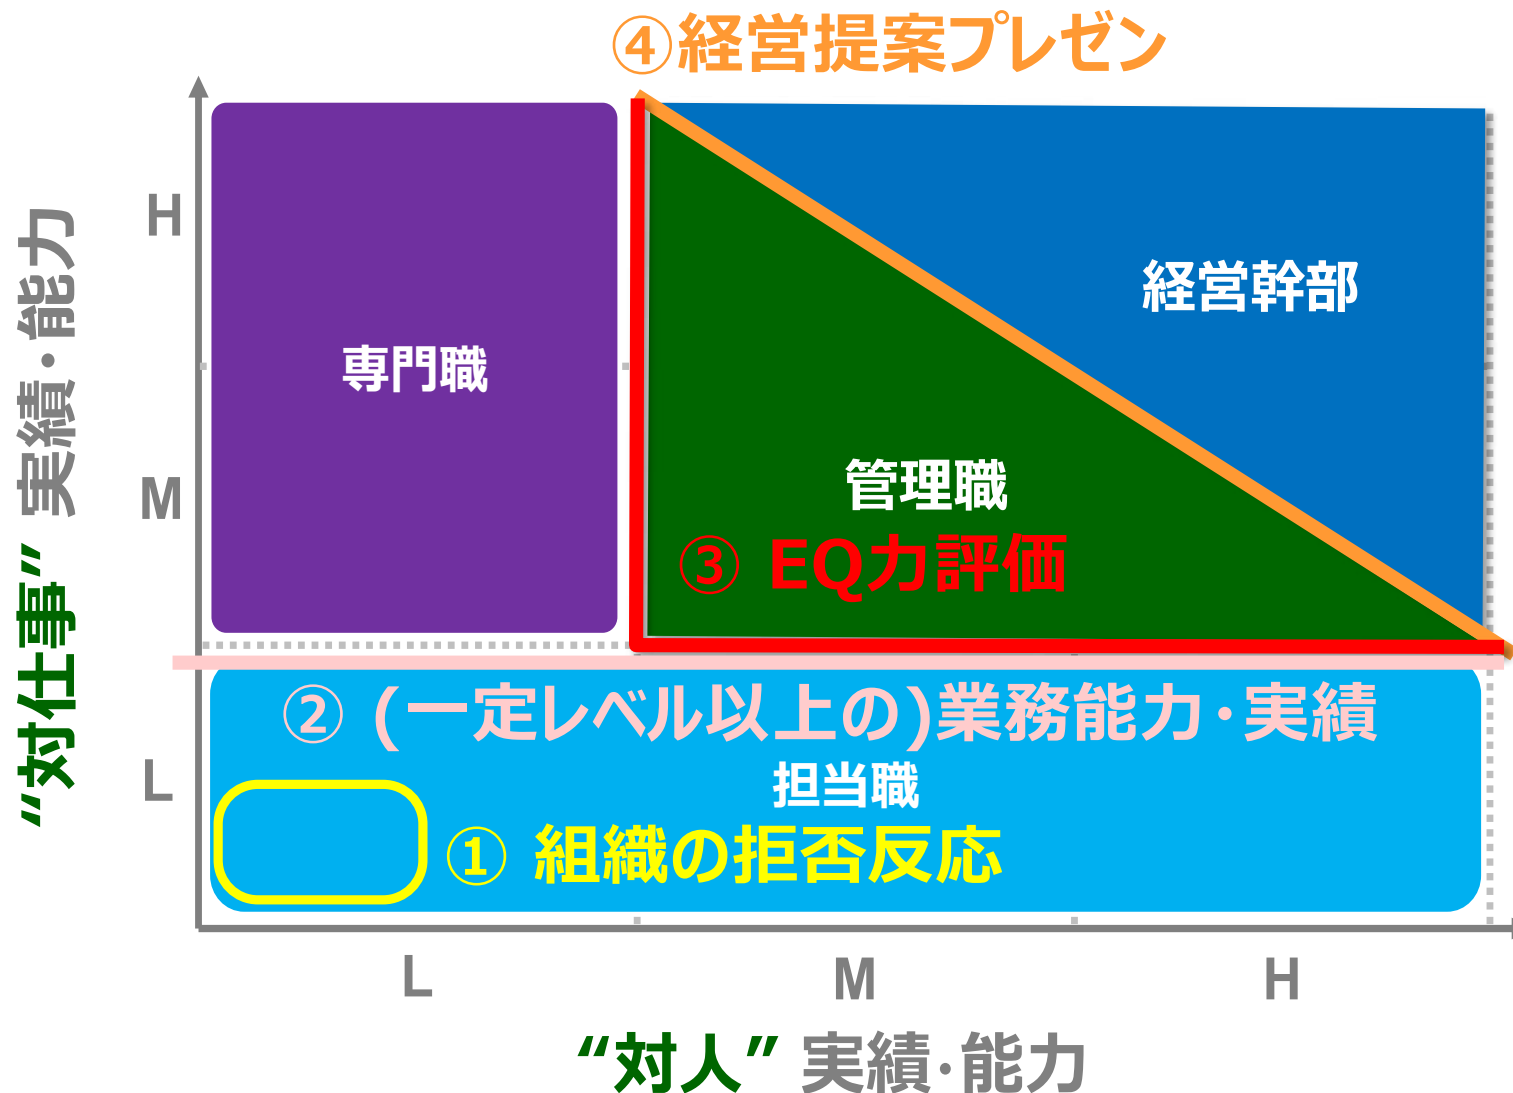 ④経営提案プレゼン
H
M
L
“対仕事” 実績・能力
専門職
経営幹部
管理職
③ EQ力評価
② (一定レベル以上の)業務能力・実績
担当職
① 組織の拒否反応
L
M
H
“対人” 実績・能力